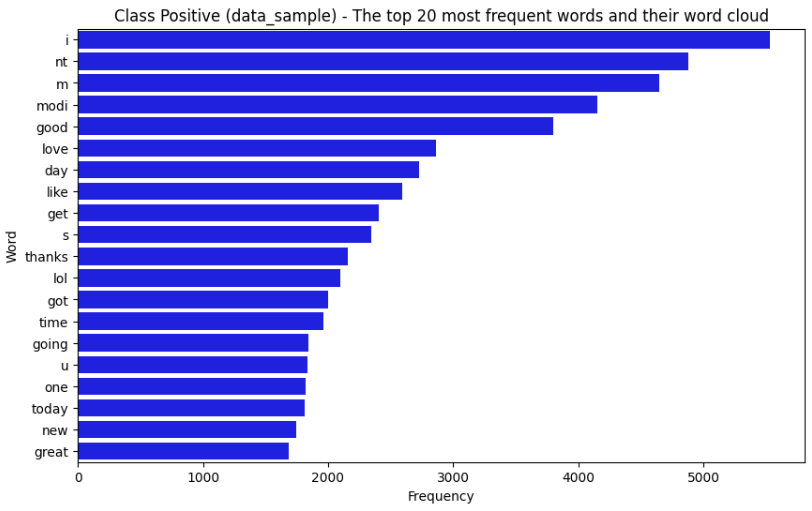 Class Positive (data_sample) - The top 20 most frequent words and their word cloud
i
nt
m
modi
good
love
day
like
get
s
thanks
lol
got
time
going
u
one
today
new
great
Word
0 1000 2000 3000 4000 5000
Frequency